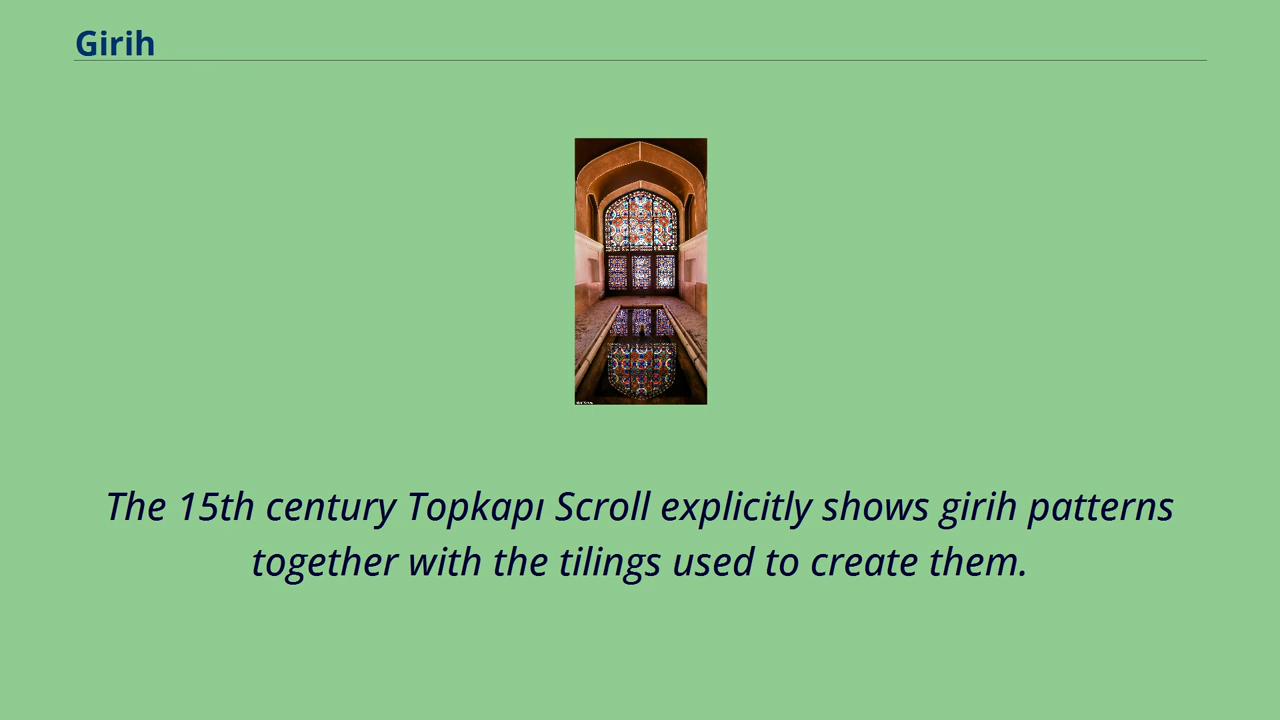 Girih
The 15th century Topkapı Scroll explicitly shows girih patterns
together with the tilings used to create them.